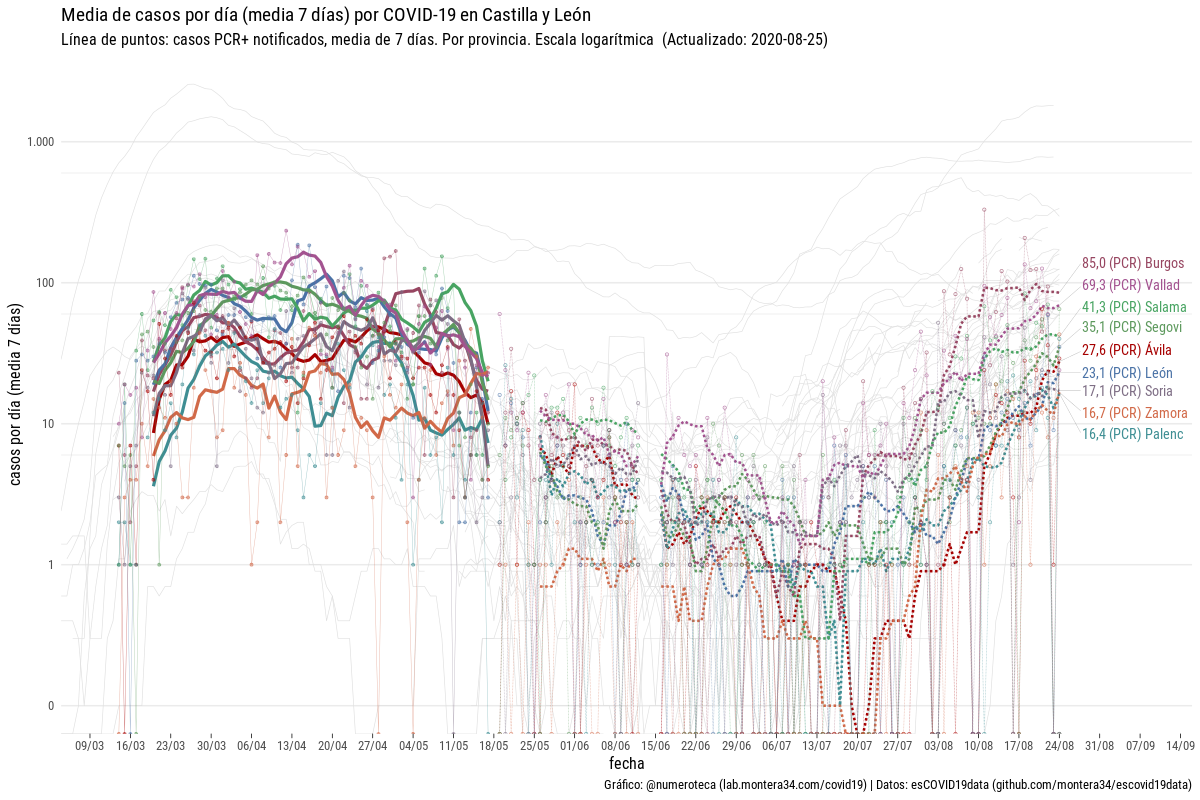 Media de casos por día (media 7 días) por COVID-19 en Castilla y León
Línea de puntos: casos PCR+ notificados, media de 7 días. Por provincia. Escala logarítmica (Actualizado: 2020-08-25)
casos por día (media 7 días)
1.000
100
10
1
0
85,0 (PCR) Burgos
69,3 (PCR) Vallad
41,3 (PCR) Salama
35,1 (PCR) Segovi
27,6 (PCR) Ávila
23,1 (PCR) León
17,1 (PCR) Soria
16,7 (PCR) Zamora
16,4 (PCR) Palenc
09/03 16/03 23/03 30/03 06/04 13/04 20/04 27/04 04/05 11/05 18/05 25/05 01/06 08/06 15/06 22/06 29/06 06/07 13/07 20/07 27/07 03/08 10/08 17/08 24/08 31/08 07/09 14/09
fecha
Gráfico: @numeroteca (lab.montera34.com/covid19) | Datos: esCOVID19data (github.com/montera34/escovid19data)